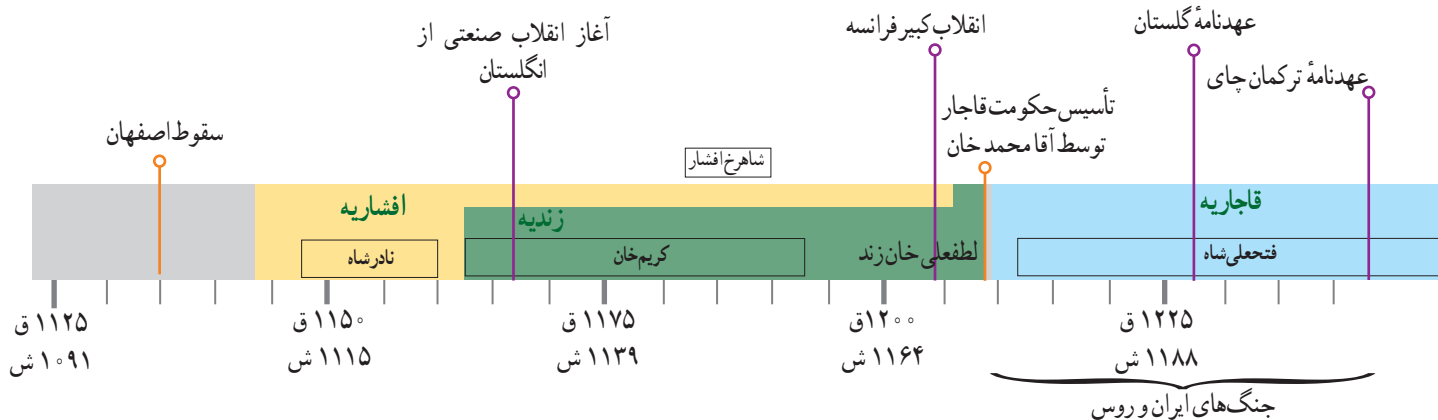 عهدنامهٔ گلستان
انقلاب کبیر فرانسه
آغاز انقلاب صنعتی از
انگلستان
عهدنامهٔ ترکمان‌چای
تأسیس حکومت قاجار
توسط آقا محمد خان
سقوط اصفهان
شاهرخ افشار
افشاریه
زندیه
قاجاریه
نادرشاه
کریم‌خان
لطفعلی خان زند
فتحعلی‌شاه
۱۱۲۵ ق
۱۰۹۱ ش
۱۱۵۰ ق
۱۱۱۵ ش
۱۱۷۵ ق
۱۱۳۹ ش
۱۲۰۰ق
۱۱۶۴ ش
۱۲۲۵ ق
۱۱۸۸ ش
جنگ‌های ایران و روس